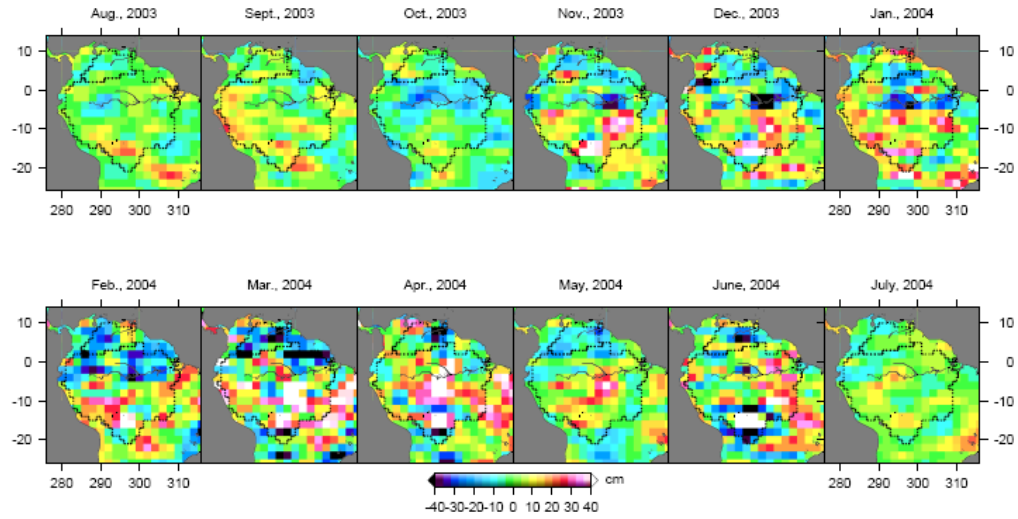 Aug., 2003 Sept., 2003 Oct., 2003 Nov., 2003 Dec., 2003 Jan., 2004
10 10
0 0
-10 -10
-20 -20
280 290 300 310 280 290 300 310
Feb., 2004 Mar., 2004 Apr., 2004 May, 2004 June, 2004 July, 2004
10 10
0 0
-10 -10
-20 -20
280 290 300 310 280 290 300 310
cm
-40 -30 -20 -10 0 10 20 30 40